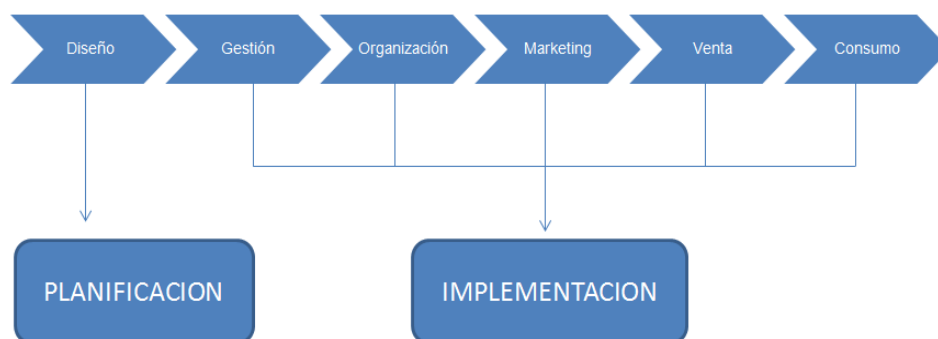 Diseño
Gestión
Organización
Marketing
Venta
Consumo
PLANIFICACION
IMPLEMENTACION